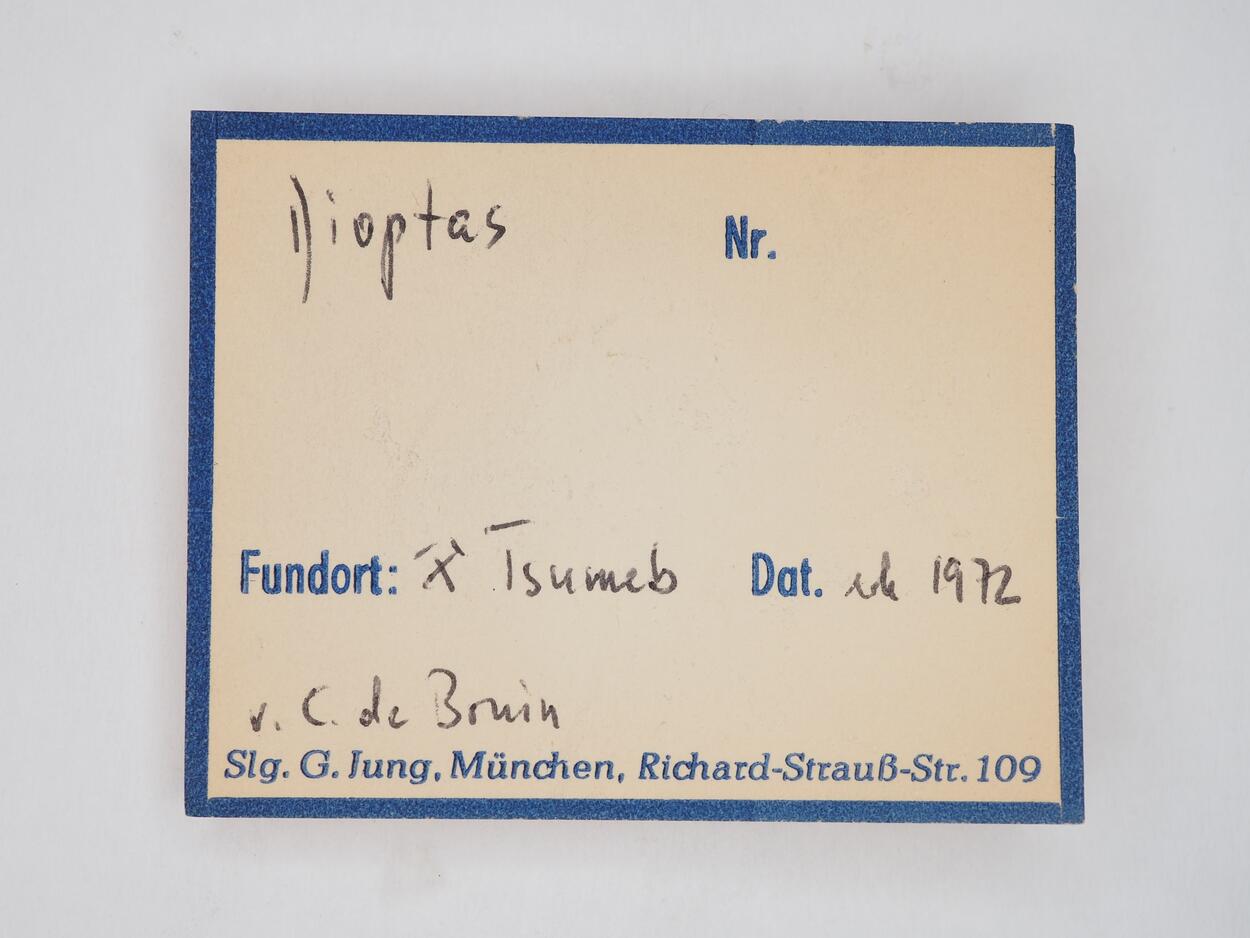 Dioptas Nr.
Fundort: ⚒ Tsumeb Dat. 1972
v. C. de Bruin
Slg. G. Jung, München, Richard-Strauß-Str. 109